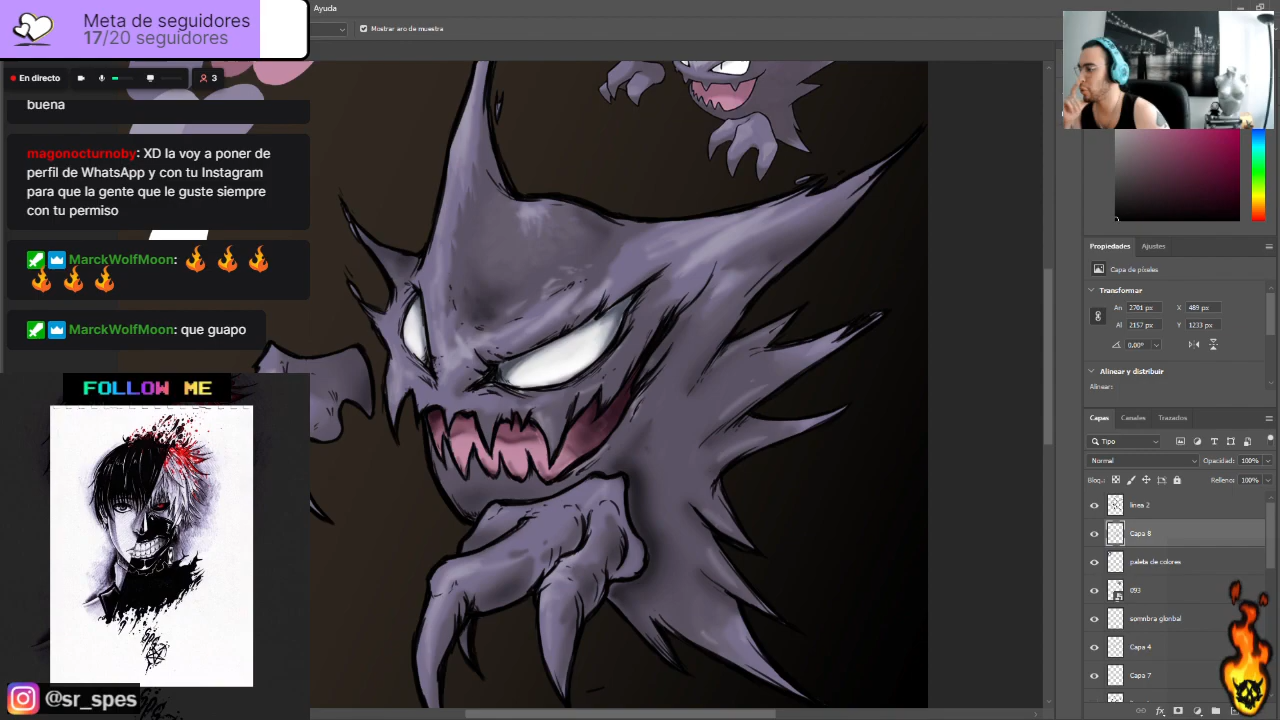 Meta de seguidores
17/20 seguidores
En directo
3
buena
magonocturnoby: XD la voy a poner de
perfil de WhatsApp y con tu Instagram
para que la gente que le guste siempre
con tu permiso
MarckWolfMoon:
MarckWolfMoon: que guapo
FOLLOW ME
@sr_spes
Ayuda
Mostrar aro de muestra
Propiedades
Ajustes
Capa de píxeles
Transformar
An 2701 px X 489 px
Al 2157 px Y 1233 px
0,00°
Alinear y distribuir
Alinear:
Capas Canales Trazados
Tipo
Normal Opacidad: 100%
Bloq.: Relleno: 100%
linea 2
Capa 8
paleta de colores
093
somnbra glonbal
Capa 4
Capa 7
fx